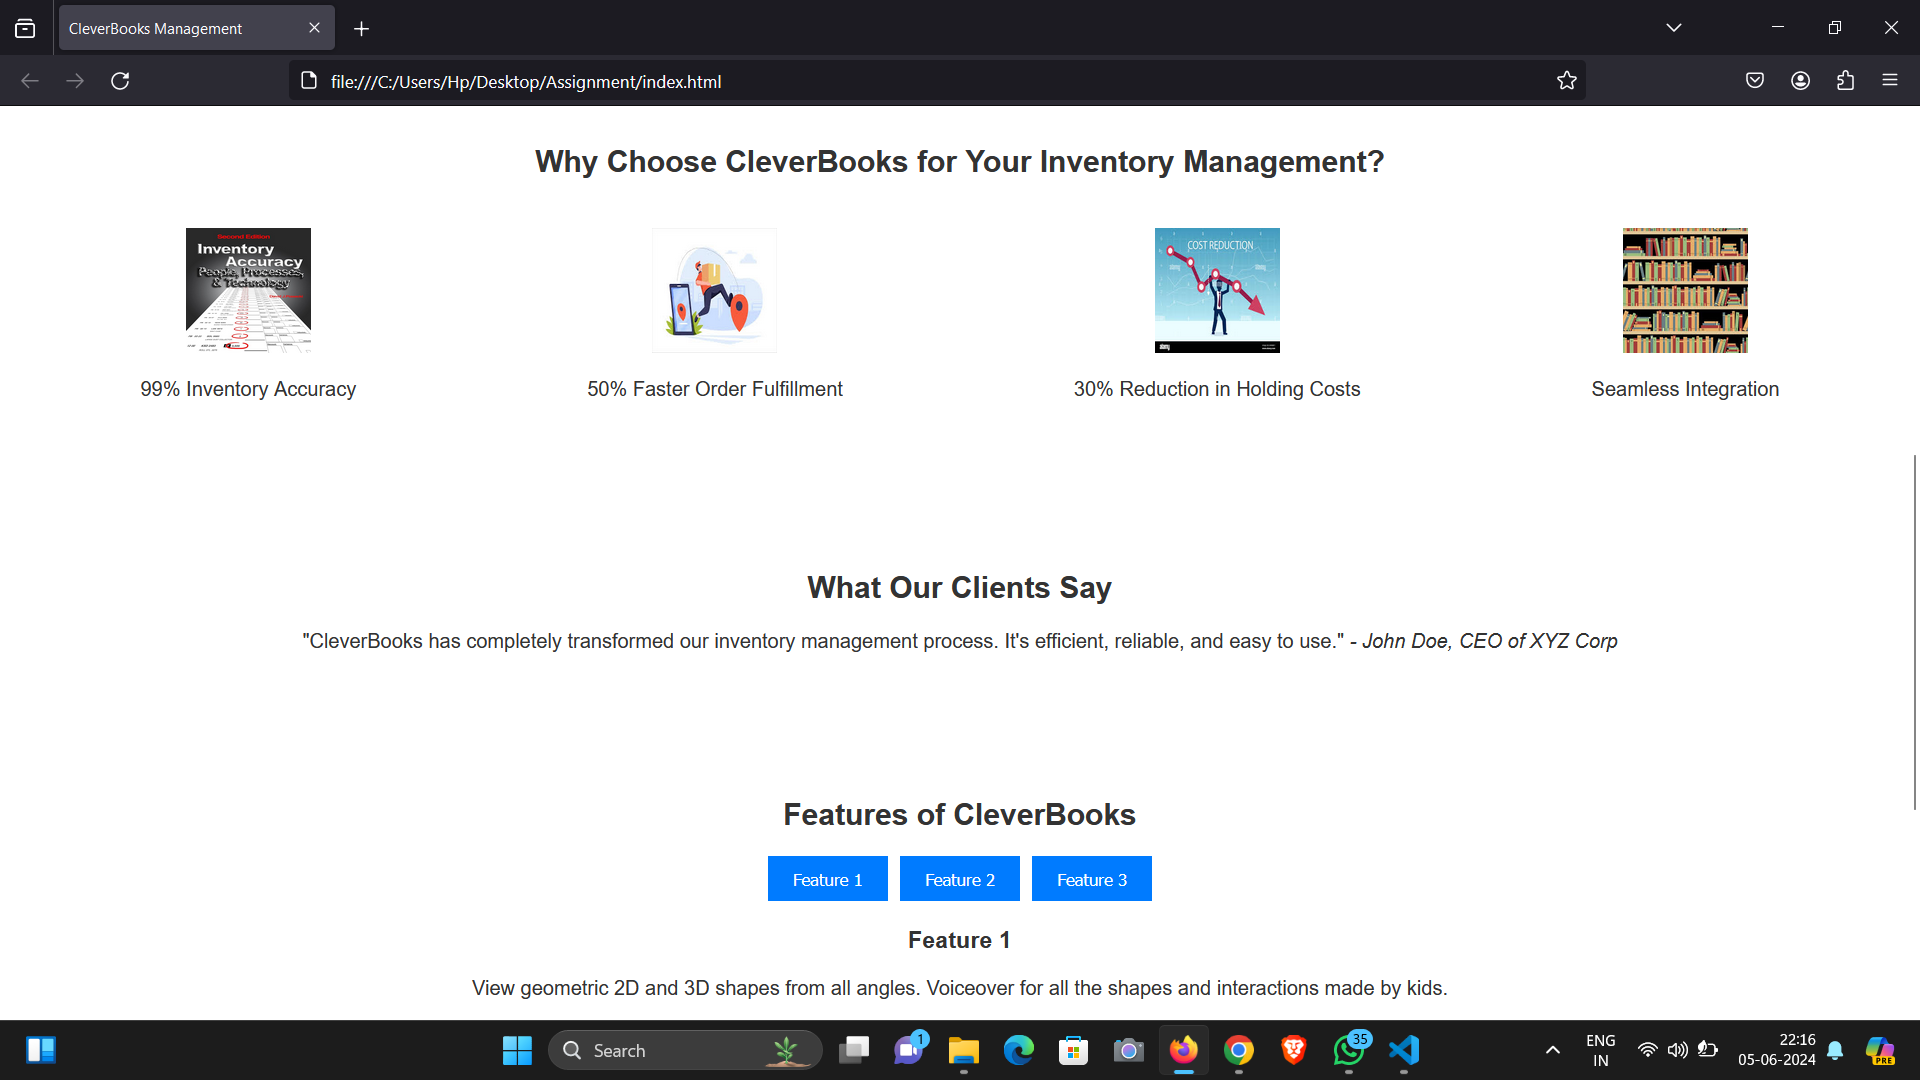 CleverBooks Management
file:///C:/Users/Hp/Desktop/Assignment/index.html
Why Choose CleverBooks for Your Inventory Management?
Second Edition
Inventory
Accuracy
People, Processes,
& Technology
COST REDUCTION
alamy
99% Inventory Accuracy
50% Faster Order Fulfillment
30% Reduction in Holding Costs
Seamless Integration
What Our Clients Say
"CleverBooks has completely transformed our inventory management process. It's efficient, reliable, and easy to use." - John Doe, CEO of XYZ Corp
Features of CleverBooks
Feature 1
Feature 2
Feature 3
Feature 1
View geometric 2D and 3D shapes from all angles. Voiceover for all the shapes and interactions made by kids.
Search
1
35
ENG
IN
22:16
05-06-2024
PRE